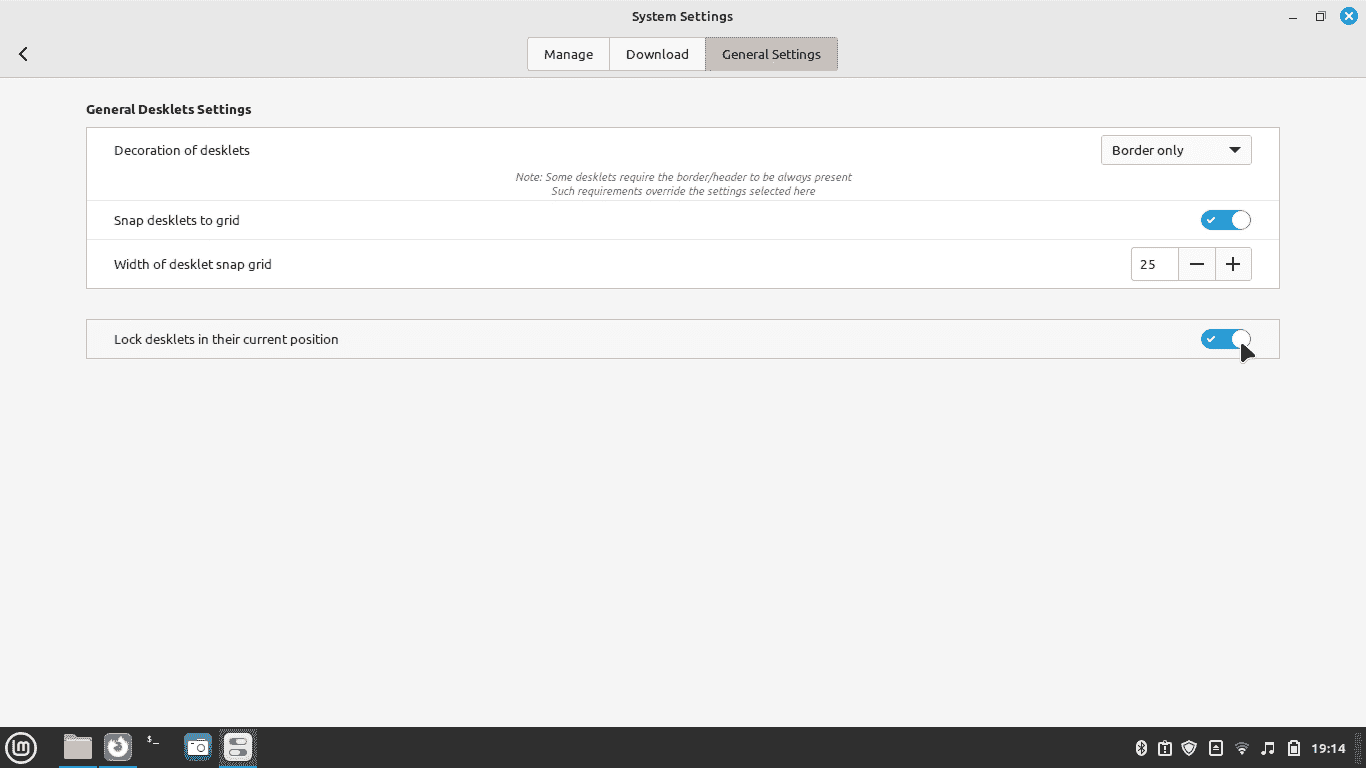 System Settings
Manage
Download
General Settings
General Desklets Settings
Decoration of desklets
Border only
Note: Some desklets require the border/header to be always present
Such requirements override the settings selected here
Snap desklets to grid
Width of desklet snap grid
25
Lock desklets in their current position
$_
19:14